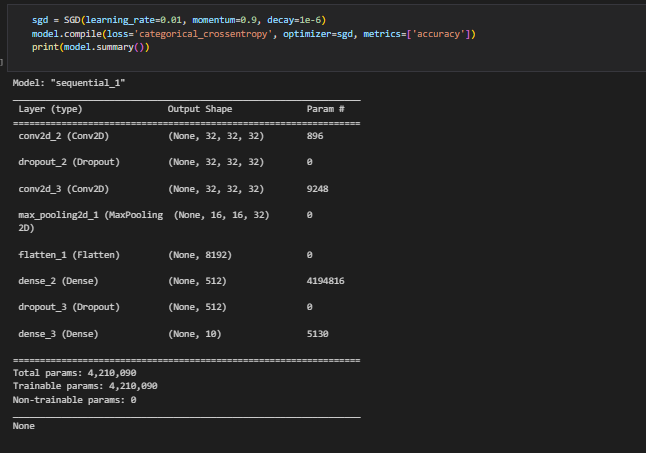 sgd = SGD(learning_rate=0.01, momentum=0.9, decay=1e-6)
model.compile(loss='categorical_crossentropy', optimizer=sgd, metrics=['accuracy'])
print(model.summary())
]
Model: "sequential_1"
_________________________________________________________________
Layer (type) Output Shape Param #
=================================================================
conv2d_2 (Conv2D) (None, 32, 32, 32) 896
dropout_2 (Dropout) (None, 32, 32, 32) 0
conv2d_3 (Conv2D) (None, 32, 32, 32) 9248
max_pooling2d_1 (MaxPooling (None, 16, 16, 32) 0
2D)
flatten_1 (Flatten) (None, 8192) 0
dense_2 (Dense) (None, 512) 4194816
dropout_3 (Dropout) (None, 512) 0
dense_3 (Dense) (None, 10) 5130
=================================================================
Total params: 4,210,090
Trainable params: 4,210,090
Non-trainable params: 0
_________________________________________________________________
None